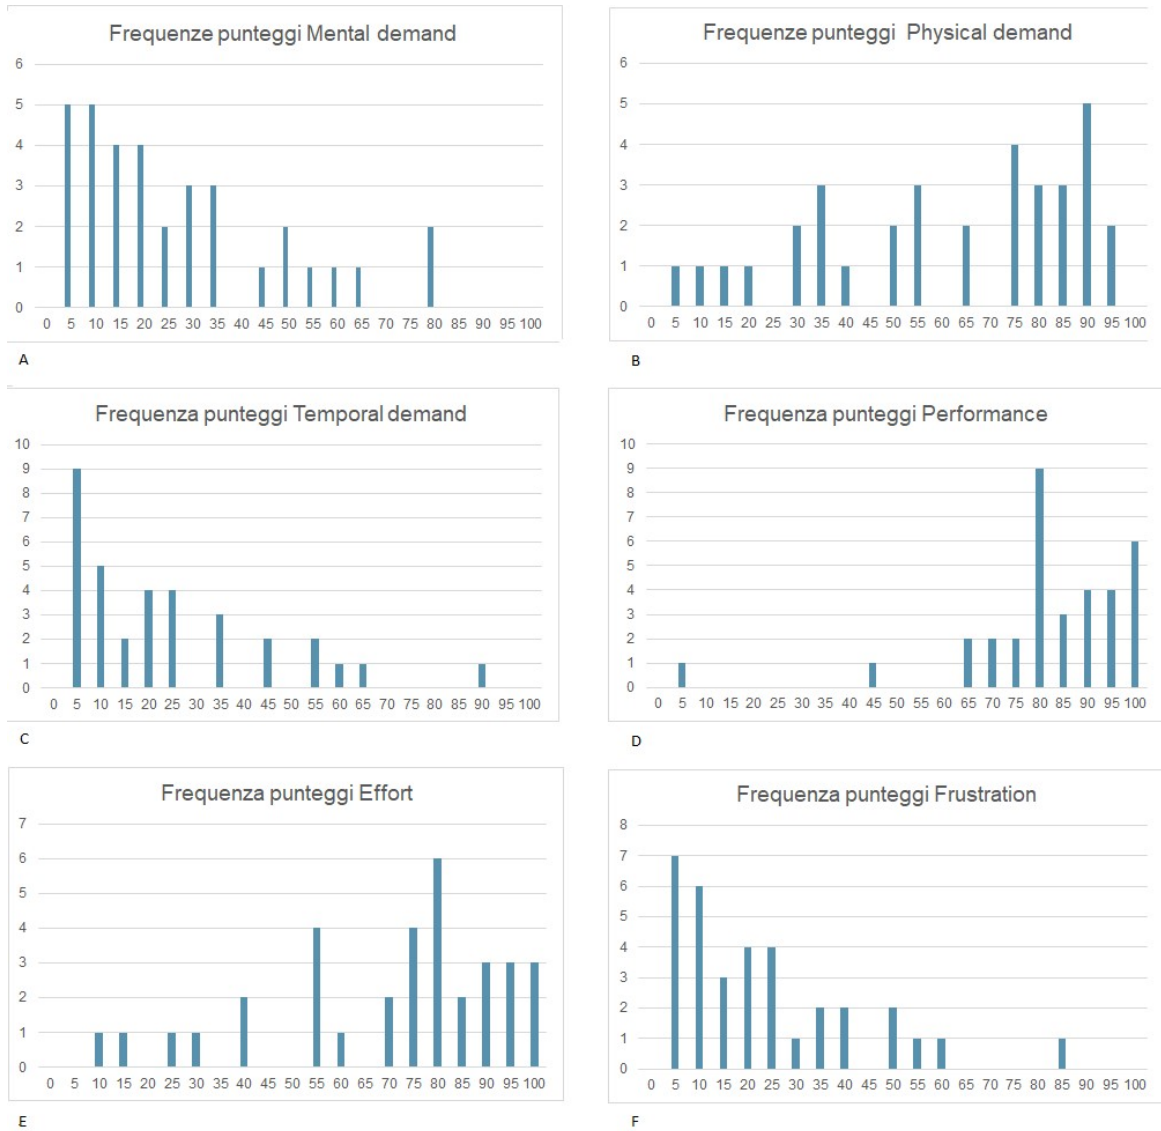 Frequenze punteggi Mental demand
6
5
4
3
2
1
0
0 5 10 15 20 25 30 35 40 45 50 55 60 65 70 75 80 85 90 95 100
A
Frequenze punteggi Physical demand
6
5
4
3
2
1
0
0 5 10 15 20 25 30 35 40 45 50 55 60 65 70 75 80 85 90 95 100
B
Frequenza punteggi Temporal demand
10
9
8
7
6
5
4
3
2
1
0
0 5 10 15 20 25 30 35 40 45 50 55 60 65 70 75 80 85 90 95 100
C
Frequenza punteggi Performance
10
9
8
7
6
5
4
3
2
1
0
0 5 10 15 20 25 30 35 40 45 50 55 60 65 70 75 80 85 90 95 100
D
Frequenza punteggi Effort
7
6
5
4
3
2
1
0
0 5 10 15 20 25 30 35 40 45 50 55 60 65 70 75 80 85 90 95 100
E
Frequenza punteggi Frustration
8
7
6
5
4
3
2
1
0
0 5 10 15 20 25 30 35 40 45 50 55 60 65 70 75 80 85 90 95 100
F